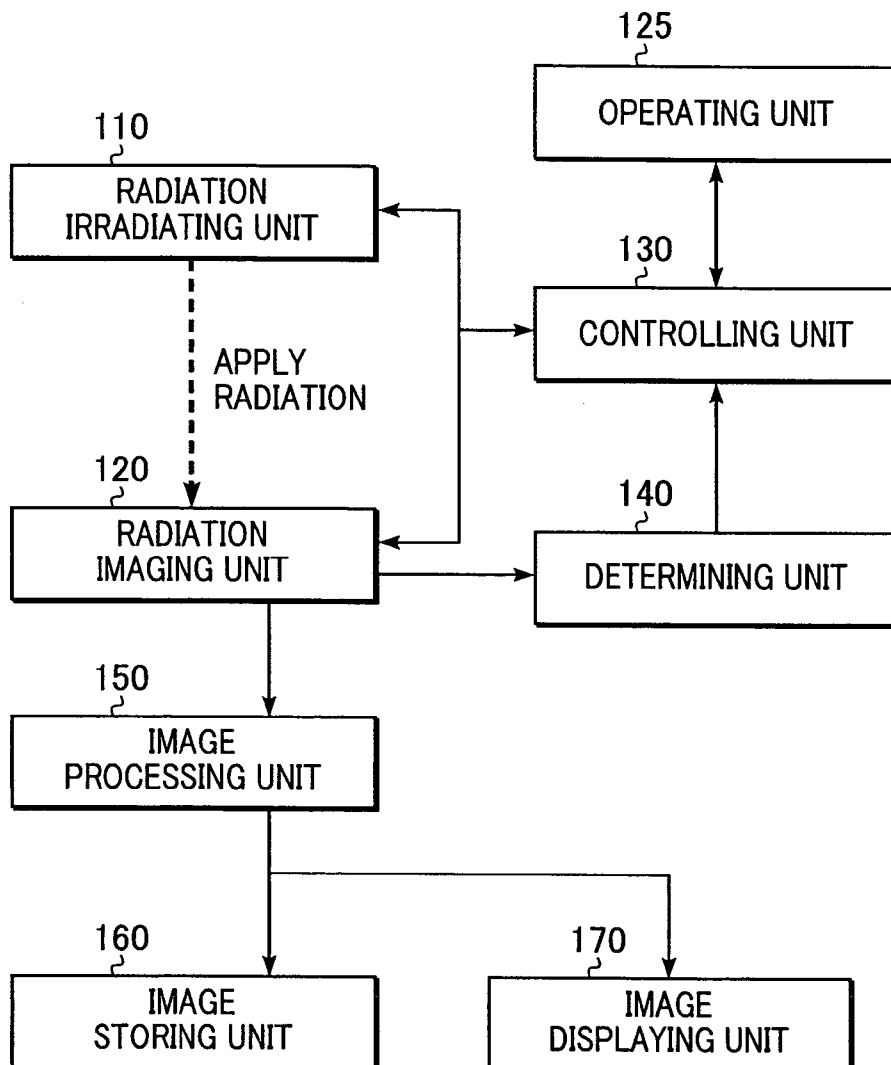 125
OPERATING UNIT
110
RADIATION
IRRADIATING UNIT
130
CONTROLLING UNIT
APPLY
RADIATION
120
RADIATION
IMAGING UNIT
140
DETERMINING UNIT
150
IMAGE
PROCESSING UNIT
160
IMAGE
STORING UNIT
170
IMAGE
DISPLAYING UNIT